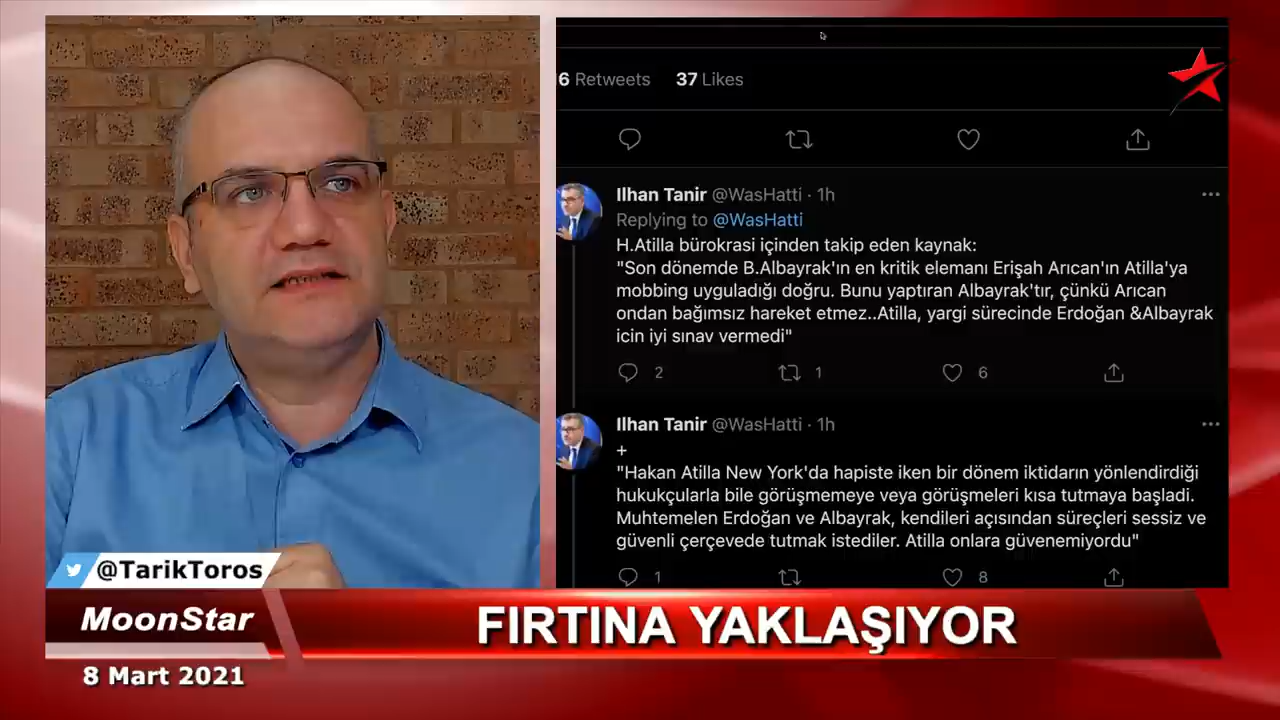 6 Retweets 37 Likes
Ilhan Tanir @WasHatti · 1h
Replying to @WasHatti
H.Atilla bürokrasi içinden takip eden kaynak:
"Son dönemde B.Albayrak'ın en kritik elemanı Erişah Arıcan'ın Atilla'ya
mobbing uyguladığı doğru. Bunu yaptıran Albayrak'tır, çünkü Arıcan
ondan bağımsız hareket etmez..Atilla, yargi sürecinde Erdoğan &Albayrak
icin iyi sınav vermedi"
2 1 6
Ilhan Tanir @WasHatti · 1h
+
"Hakan Atilla New York'da hapiste iken bir dönem iktidarın yönlendirdiği
hukukçularla bile görüşmemeye veya görüşmeleri kısa tutmaya başladi.
Muhtemelen Erdoğan ve Albayrak, kendileri açısından süreçleri sessiz ve
güvenli çerçevede tutmak istediler. Atilla onlara güvenemiyordu"
1 8
@TarikToros
MoonStar
FIRTINA YAKLAŞIYOR
8 Mart 2021